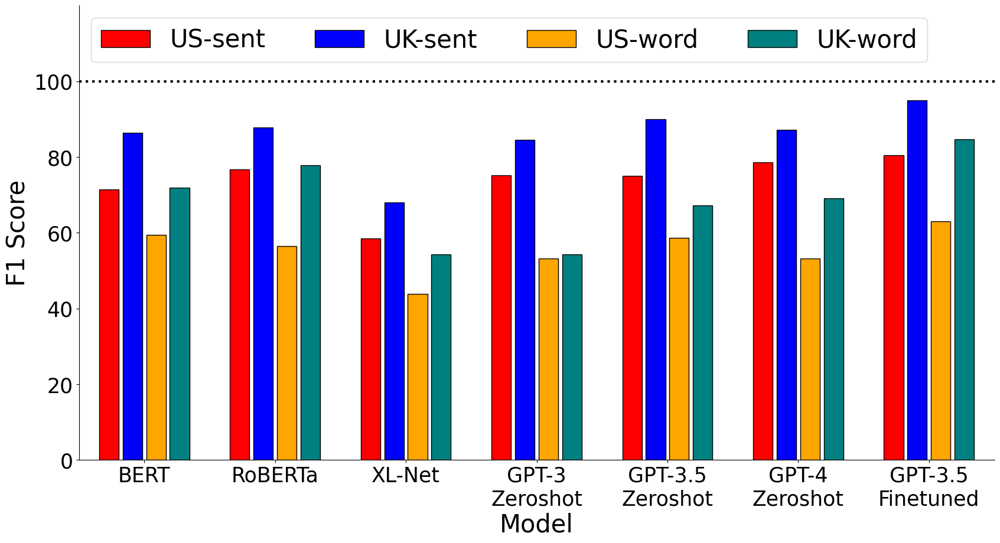 US-sent UK-sent US-word UK-word
100
80
60
40
20
0
F1 Score
BERT RoBERTa XL-Net GPT-3 GPT-3.5 GPT-4 GPT-3.5
Zeroshot Zeroshot Zeroshot Finetuned
Model